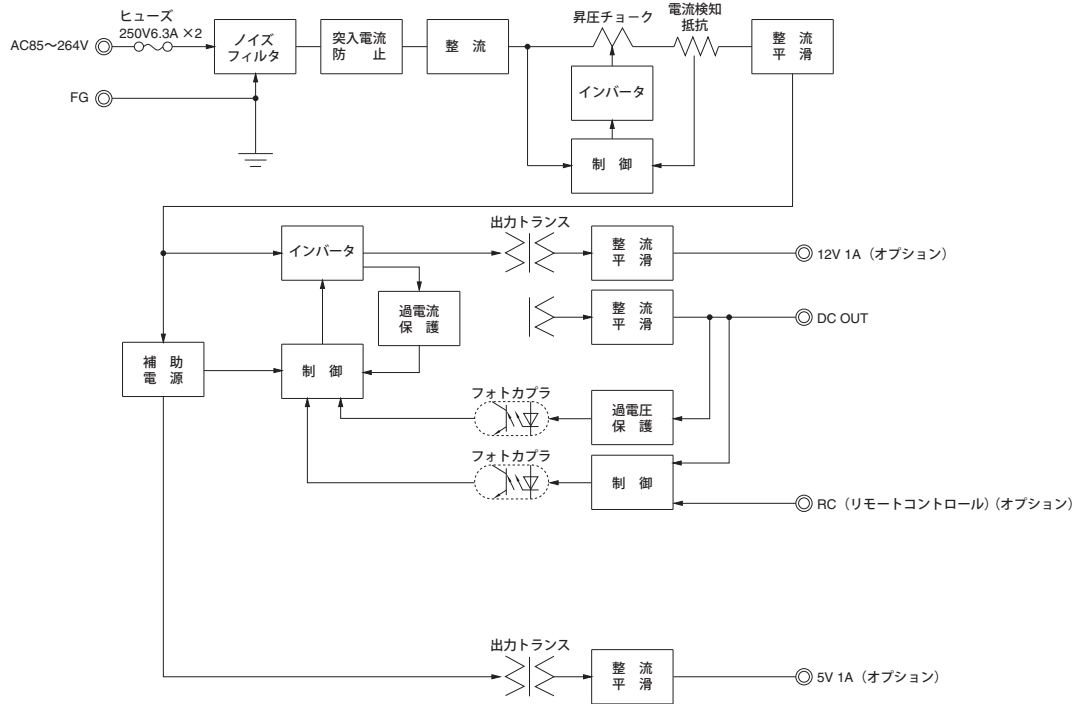 ヒューズ
250V6.3A ×2
AC85～264V
ノイズ
フィルタ
突入電流
防　止
整　流
昇圧チョーク
電流検知
抵抗
整　流
平　滑
FG
インバータ
制　御
出力トランス
インバータ
整　流
平　滑
12V 1A（オプション）
過電流
保　護
整　流
平　滑
DC OUT
補　助
電　源
制　御
フォトカプラ
過電圧
保　護
フォトカプラ
制　御
RC（リモートコントロール）（オプション）
出力トランス
整　流
平　滑
5V 1A（オプション）